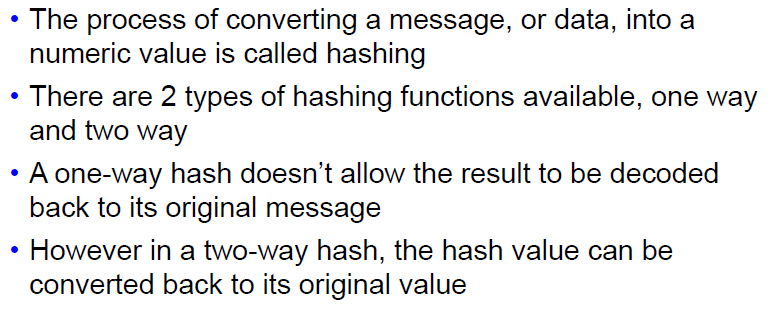 • The process of converting a message, or data, into a
numeric value is called hashing
• There are 2 types of hashing functions available, one way
and two way
• A one-way hash doesn’t allow the result to be decoded
back to its original message
• However in a two-way hash, the hash value can be
converted back to its original value